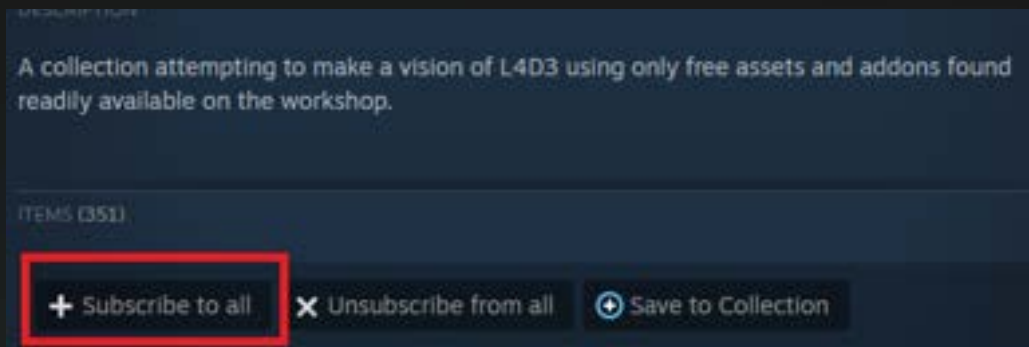 DESCRIPTION
A collection attempting to make a vision of L4D3 using only free assets and addons found
readily available on the workshop.
ITEMS (351)
Subscribe to all
Unsubscribe from all
Save to Collection